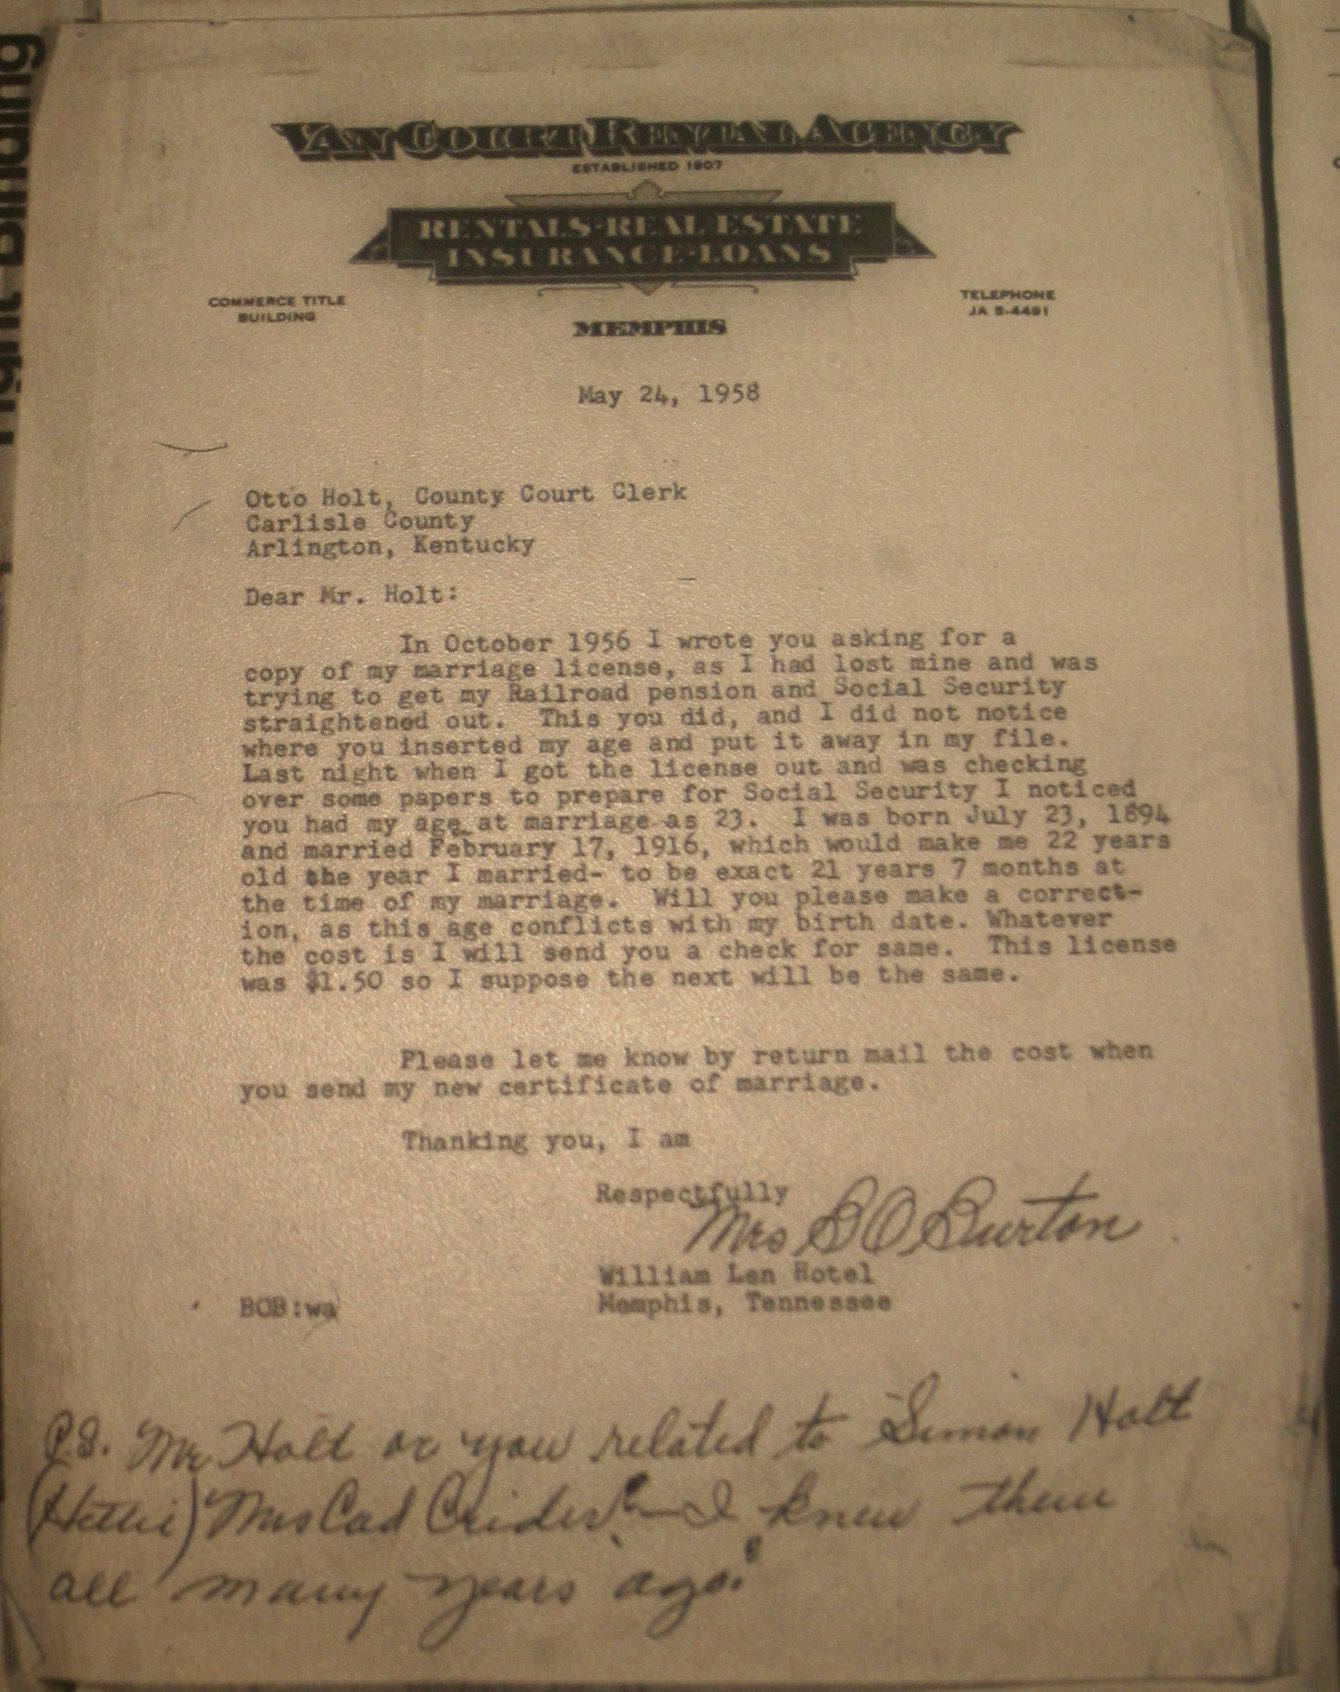 VAN COURT RENTAL AGENCY
ESTABLISHED 1907
RENTALS-REAL ESTATE
INSURANCE-LOANS
COMMERCE TITLE
BUILDING
TELEPHONE
JA 5-4491
MEMPHIS
May 24, 1958
Otto Holt, County Court Clerk
Carlisle County
Arlington, Kentucky
Dear Mr. Holt:
In October 1956 I wrote you asking for a
copy of my marriage license, as I had lost mine and was
trying to get my Railroad pension and Social Security
straightened out. This you did, and I did not notice
where you inserted my age and put it away in my file.
Last night when I got the license out and was checking
over some papers to prepare for Social Security I noticed
you had my age at marriage as 23. I was born July 23, 1894
and married February 17, 1916, which would make me 22 years
old the year I married- to be exact 21 years 7 months at
the time of my marriage. Will you please make a correct-
ion, as this age conflicts with my birth date. Whatever
the cost is I will send you a check for same. This license
was $1.50 so I suppose the next will be the same.
Please let me know by return mail the cost when
you send my new certificate of marriage.
Thanking you, I am
Respectfully
Mrs B O Burton
William Len Hotel
Memphis, Tennessee
BOB:wa
P.S. Mr Holt or you related to Simon Holt
(Hettie) Mrs Cad Crider? - I knew them
all many years ago.
ight Binding